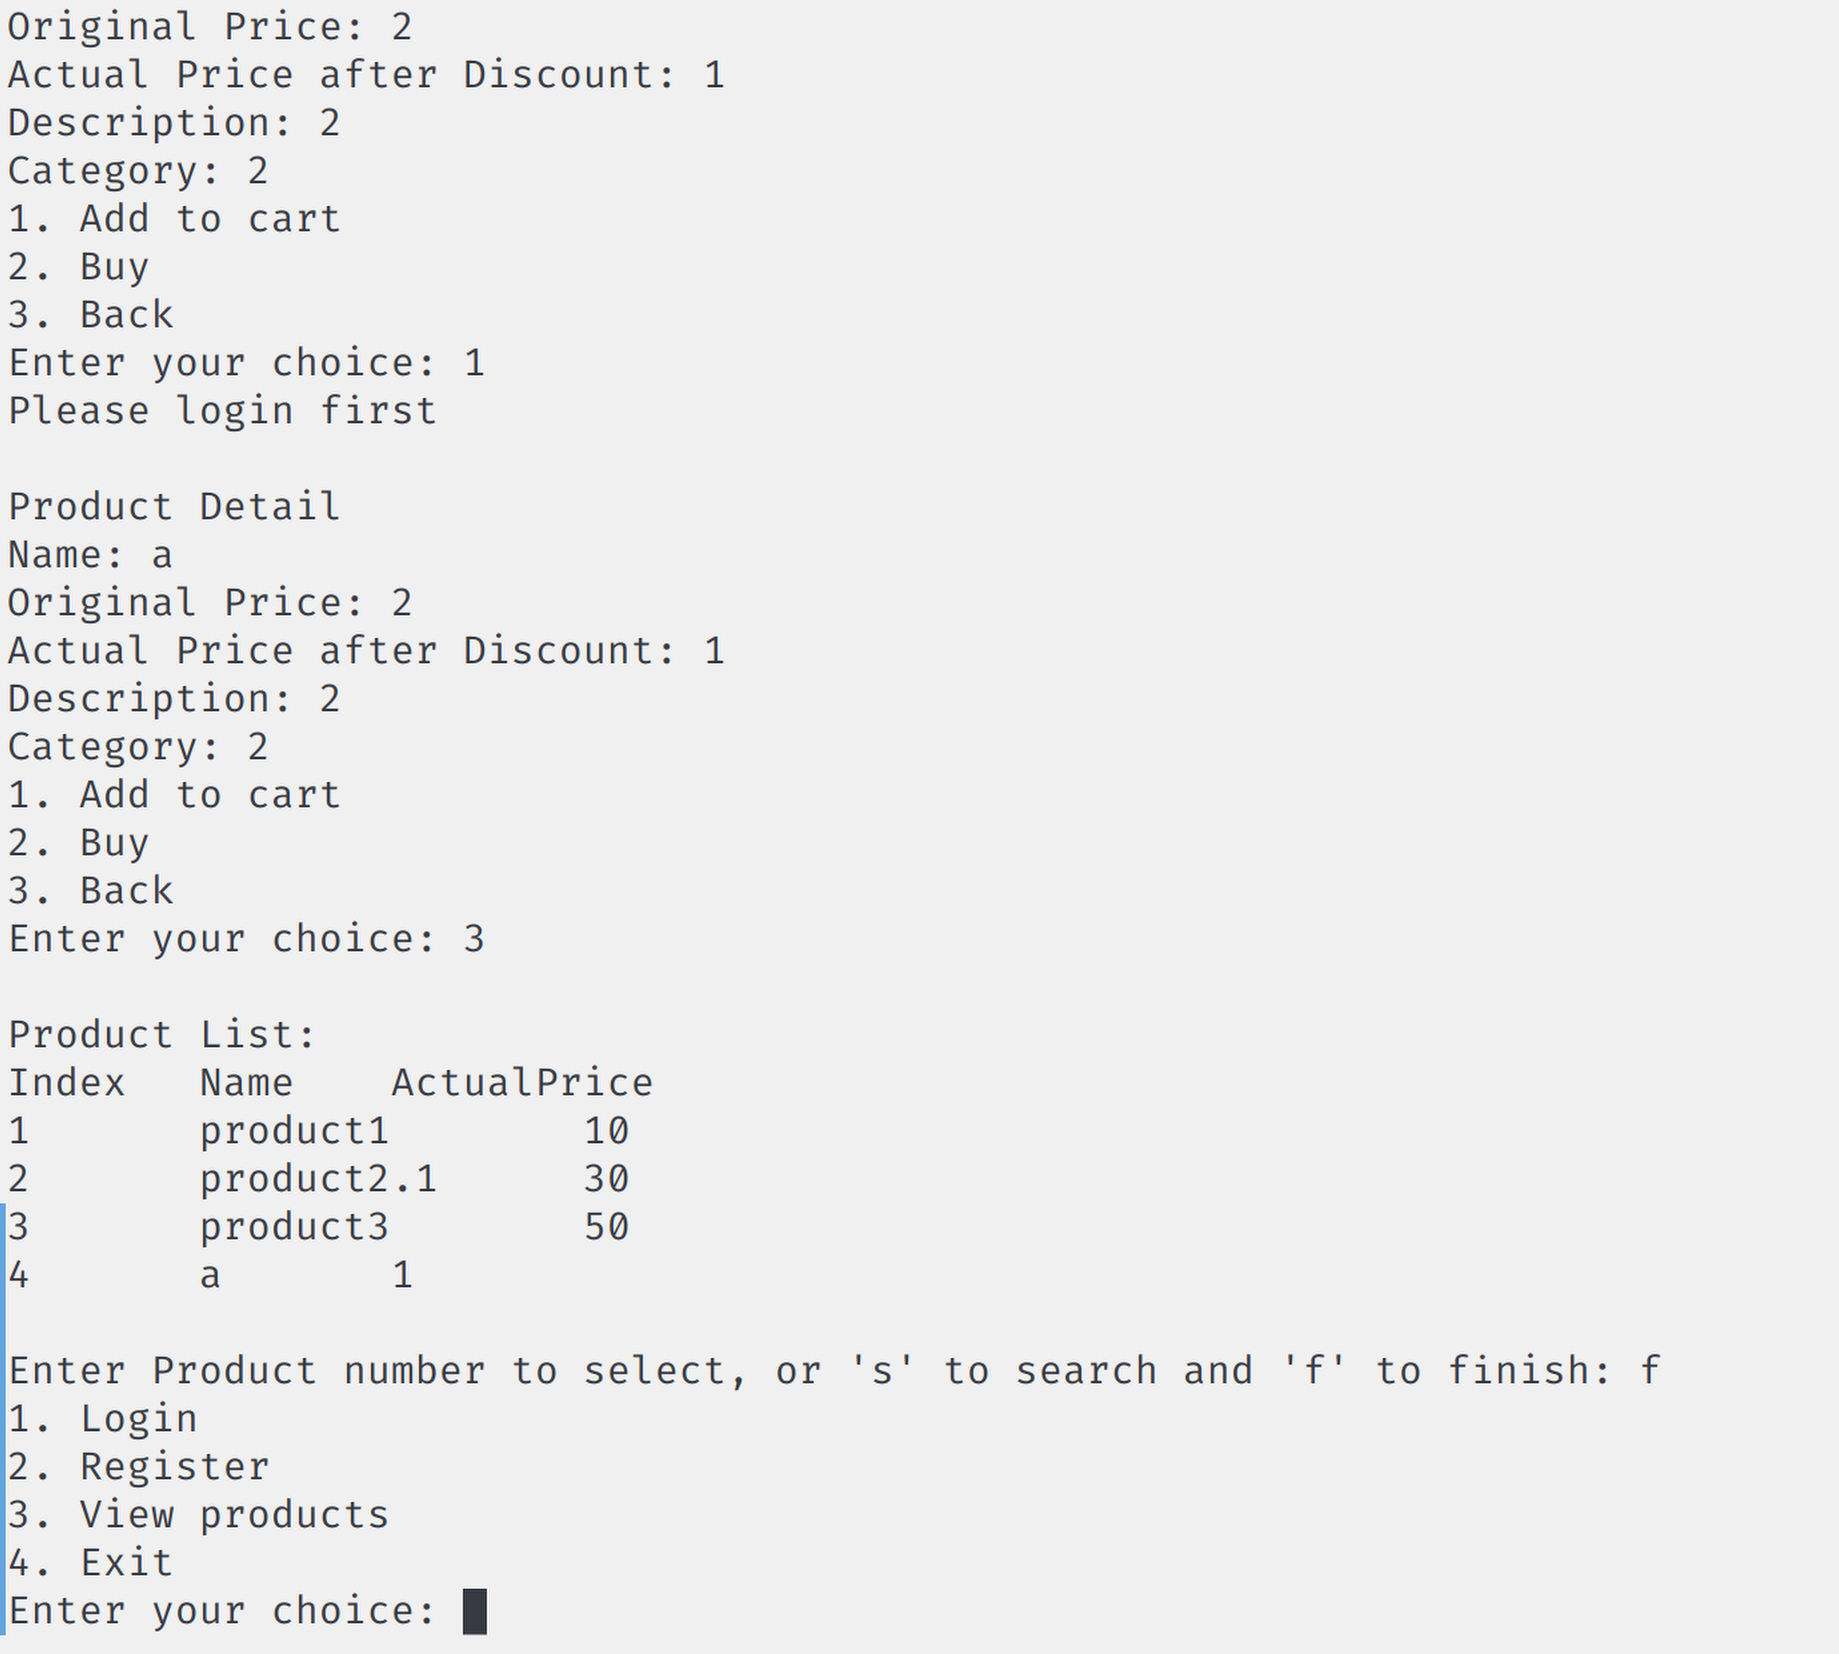 Original Price: 2
Actual Price after Discount: 1
Description: 2
Category: 2
1. Add to cart
2. Buy
3. Back
Enter your choice: 1
Please login first

Product Detail
Name: a
Original Price: 2
Actual Price after Discount: 1
Description: 2
Category: 2
1. Add to cart
2. Buy
3. Back
Enter your choice: 3

Product List:
Index   Name    ActualPrice
1       product1        10
2       product2.1      30
3       product3        50
4       a       1

Enter Product number to select, or 's' to search and 'f' to finish: f
1. Login
2. Register
3. View products
4. Exit
Enter your choice: